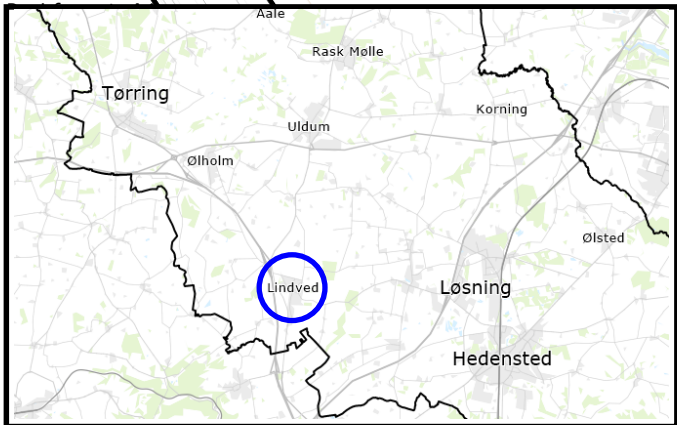 Aale
Rask Mølle
Tørring
Korning
Uldum
Ølholm
Ølsted
Lindved
Løsning
Hedensted